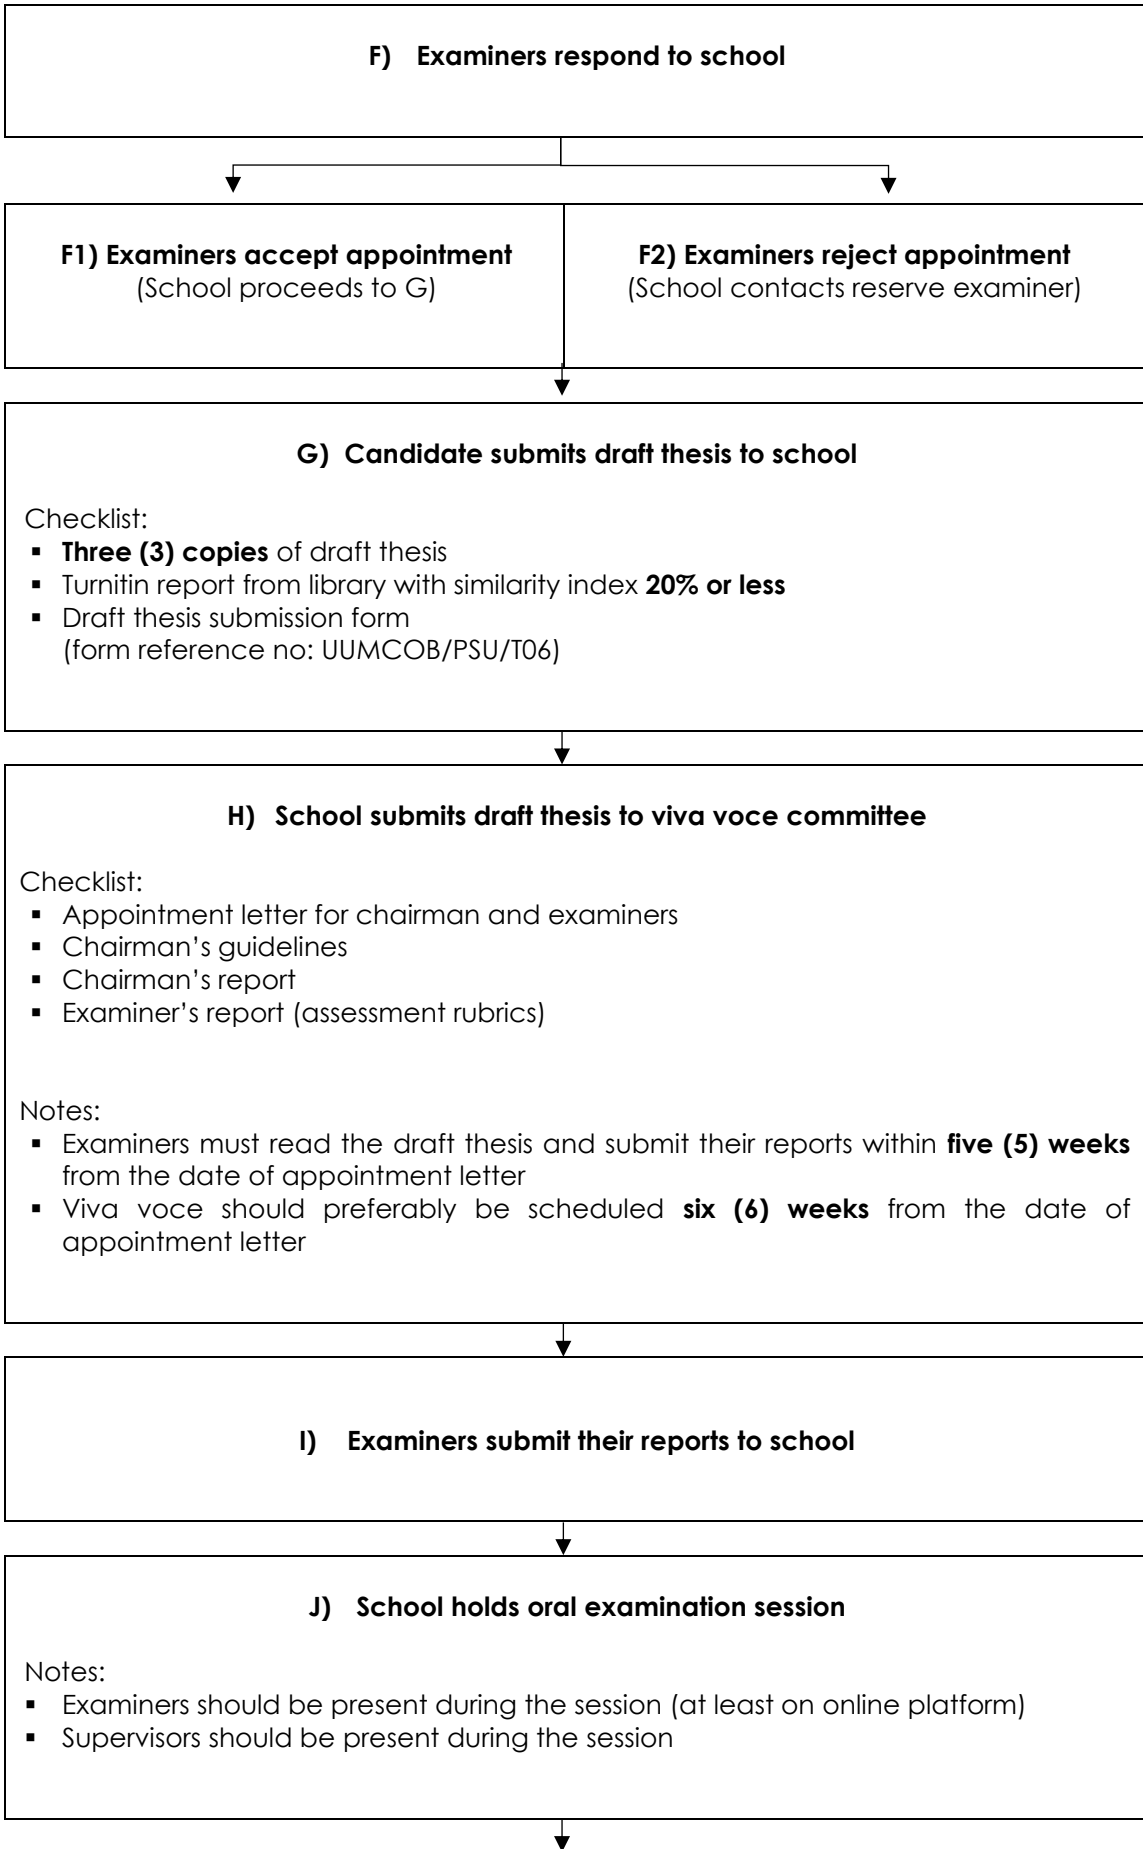 F) Examiners respond to school
F1) Examiners accept appointment
(School proceeds to G)
F2) Examiners reject appointment
(School contacts reserve examiner)
G) Candidate submits draft thesis to school
Checklist:
▪ Three (3) copies of draft thesis
▪ Turnitin report from library with similarity index 20% or less
▪ Draft thesis submission form
(form reference no: UUMCOB/PSU/T06)
H) School submits draft thesis to viva voce committee
Checklist:
▪ Appointment letter for chairman and examiners
▪ Chairman’s guidelines
▪ Chairman’s report
▪ Examiner’s report (assessment rubrics)
Notes:
▪ Examiners must read the draft thesis and submit their reports within five (5) weeks
from the date of appointment letter
▪ Viva voce should preferably be scheduled six (6) weeks from the date of
appointment letter
I) Examiners submit their reports to school
J) School holds oral examination session
Notes:
▪ Examiners should be present during the session (at least on online platform)
▪ Supervisors should be present during the session